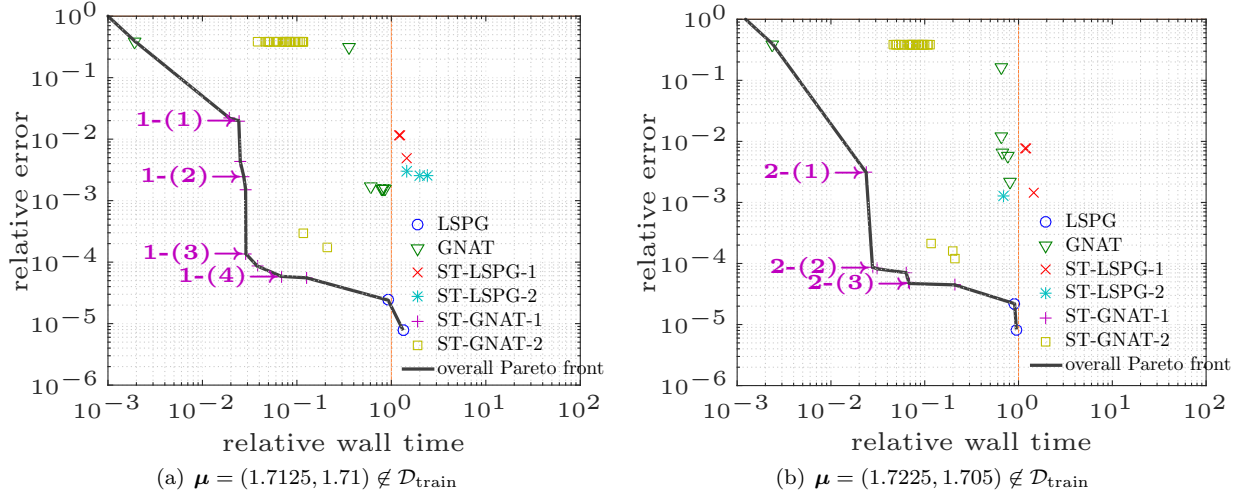 10^0
10^{-1}
10^{-2}
10^{-3}
10^{-4}
10^{-5}
10^{-6}
relative error
1-(1)
1-(2)
1-(3)
1-(4)
LSPG
GNAT
ST-LSPG-1
ST-LSPG-2
ST-GNAT-1
ST-GNAT-2
overall Pareto front
10^{-3} 10^{-2} 10^{-1} 10^0 10^1 10^2
relative wall time
(a) μ = (1.7125, 1.71) ∉ 𝒟_train
10^0
10^{-1}
10^{-2}
10^{-3}
10^{-4}
10^{-5}
10^{-6}
relative error
2-(1)
2-(2)
2-(3)
LSPG
GNAT
ST-LSPG-1
ST-LSPG-2
ST-GNAT-1
ST-GNAT-2
overall Pareto front
10^{-3} 10^{-2} 10^{-1} 10^0 10^1 10^2
relative wall time
(b) μ = (1.7225, 1.705) ∉ 𝒟_train